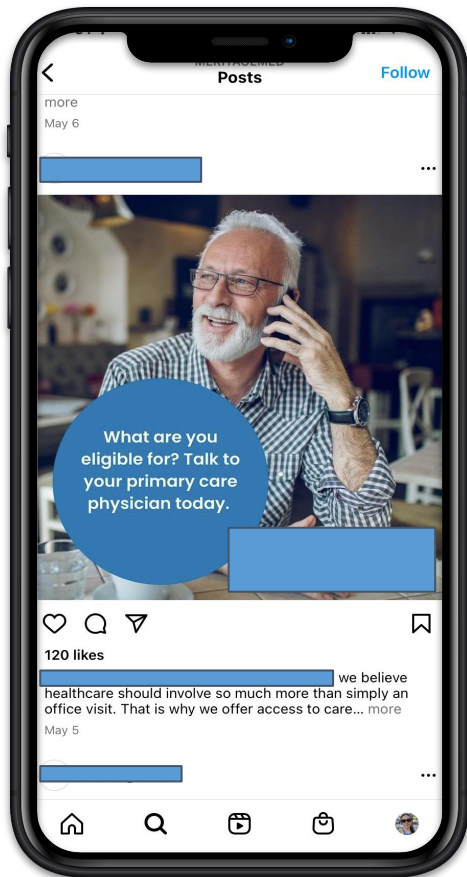 Posts
Follow
more
May 6
What are you
eligible for? Talk to
your primary care
physician today.
120 likes
we believe
healthcare should involve so much more than simply an
office visit. That is why we offer access to care... more
May 5